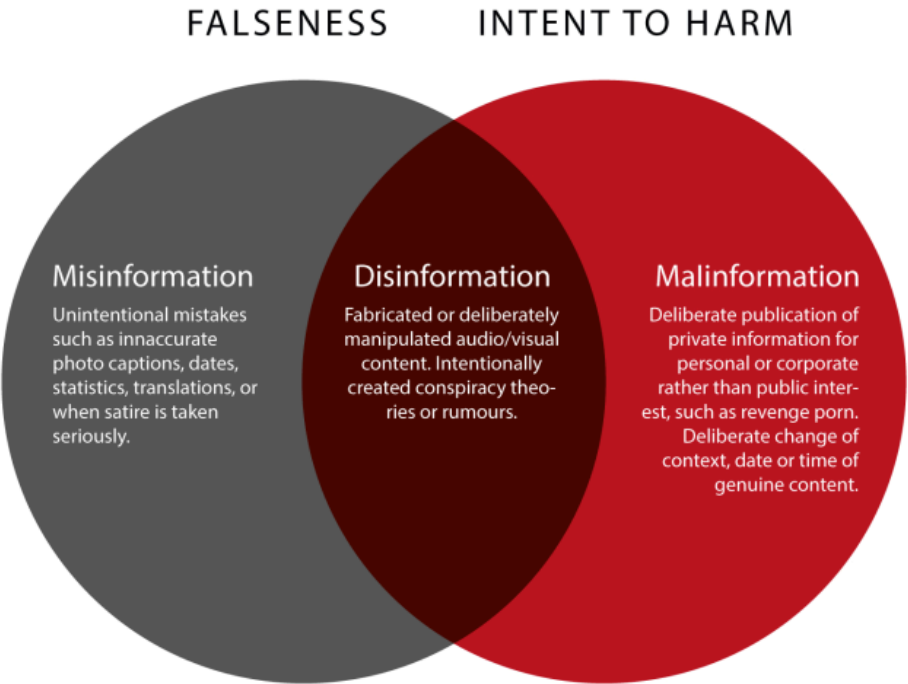 FALSENESS
INTENT TO HARM
Misinformation
Unintentional mistakes
such as innaccurate
photo captions, dates,
statistics, translations, or
when satire is taken
seriously.
Disinformation
Fabricated or deliberately
manipulated audio/visual
content. Intentionally
created conspiracy theo-
ries or rumours.
Malinformation
Deliberate publication of
private information for
personal or corporate
rather than public inter-
est, such as revenge porn.
Deliberate change of
context, date or time of
genuine content.